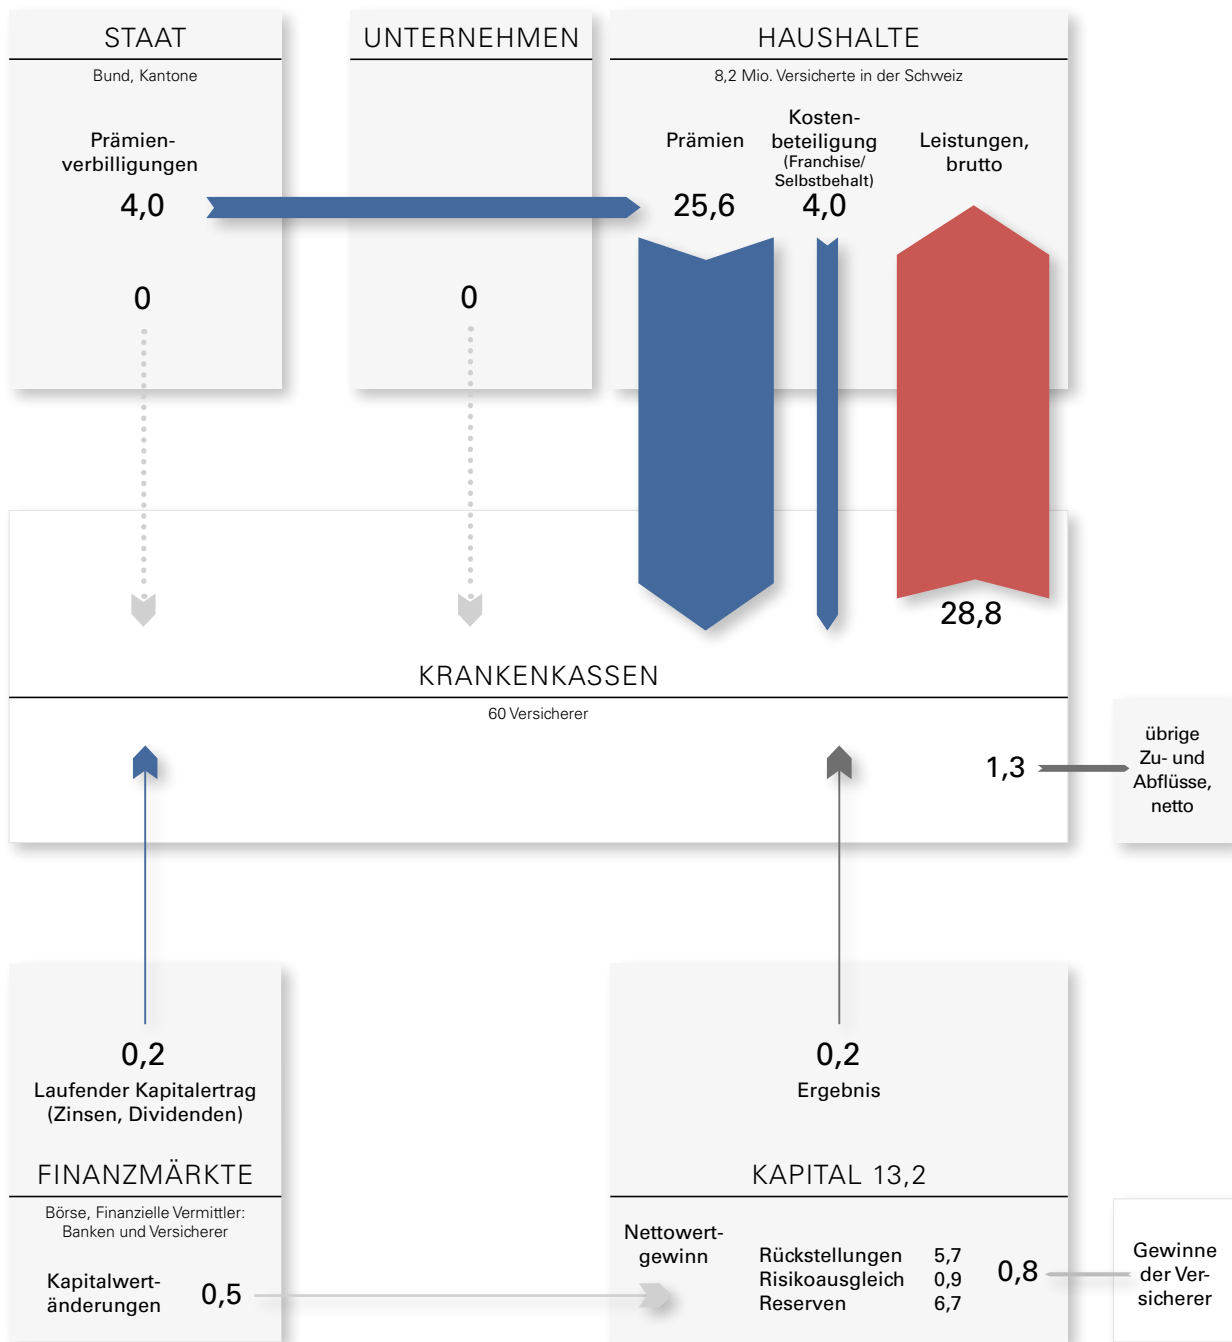 STAAT
Bund, Kantone
Prämien-
verbilligungen
4,0
0
UNTERNEHMEN
0
HAUSHALTE
8,2 Mio. Versicherte in der Schweiz
Prämien
25,6
Kosten-
beteiligung
(Franchise/
Selbstbehalt)
4,0
Leistungen,
brutto
28,8
KRANKENKASSEN
60 Versicherer
1,3
übrige
Zu- und
Abflüsse,
netto
0,2
Laufender Kapitalertrag
(Zinsen, Dividenden)
FINANZMÄRKTE
Börse, Finanzielle Vermittler:
Banken und Versicherer
Kapitalwert-
änderungen
0,5
0,2
Ergebnis
KAPITAL 13,2
Nettowert-
gewinn
Rückstellungen 5,7
Risikoausgleich 0,9
Reserven 6,7
0,8
Gewinne
der Ver-
sicherer